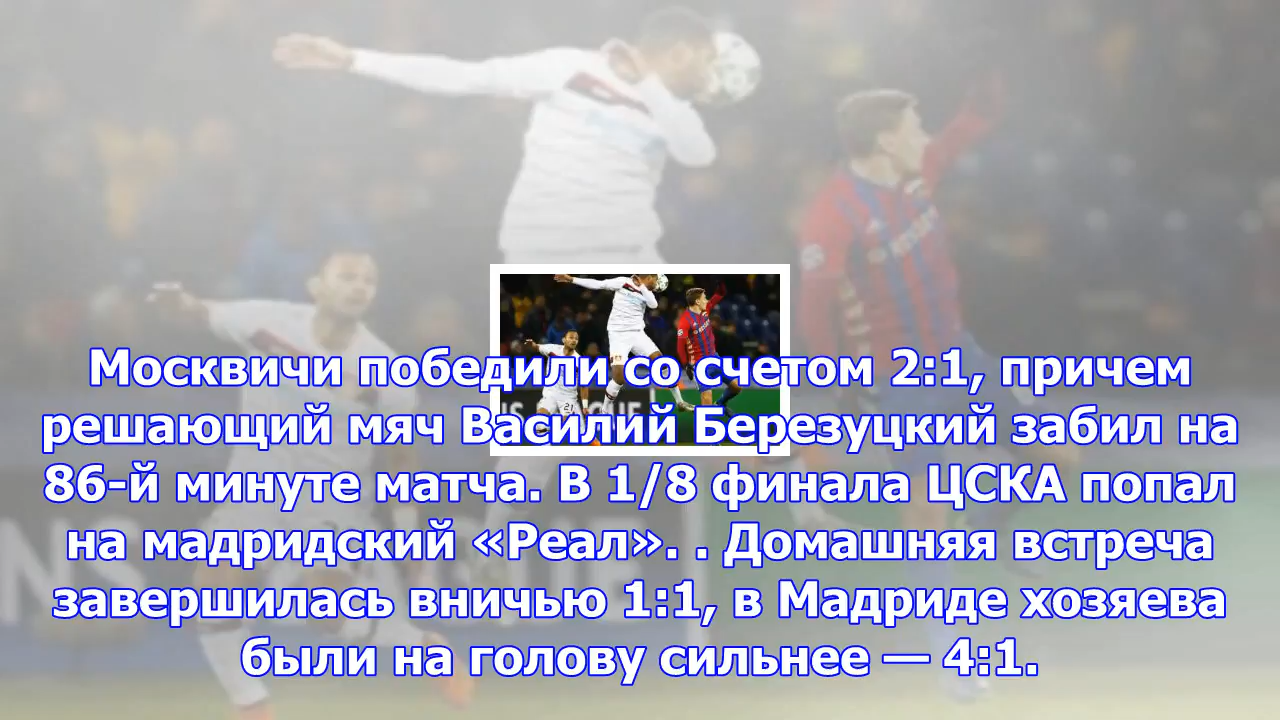 Москвичи победили со счетом 2:1, причем
решающий мяч Василий Березуцкий забил на
86-й минуте матча. В 1/8 финала ЦСКА попал
на мадридский «Реал». . Домашняя встреча
завершилась вничью 1:1, в Мадриде хозяева
были на голову сильнее — 4:1.